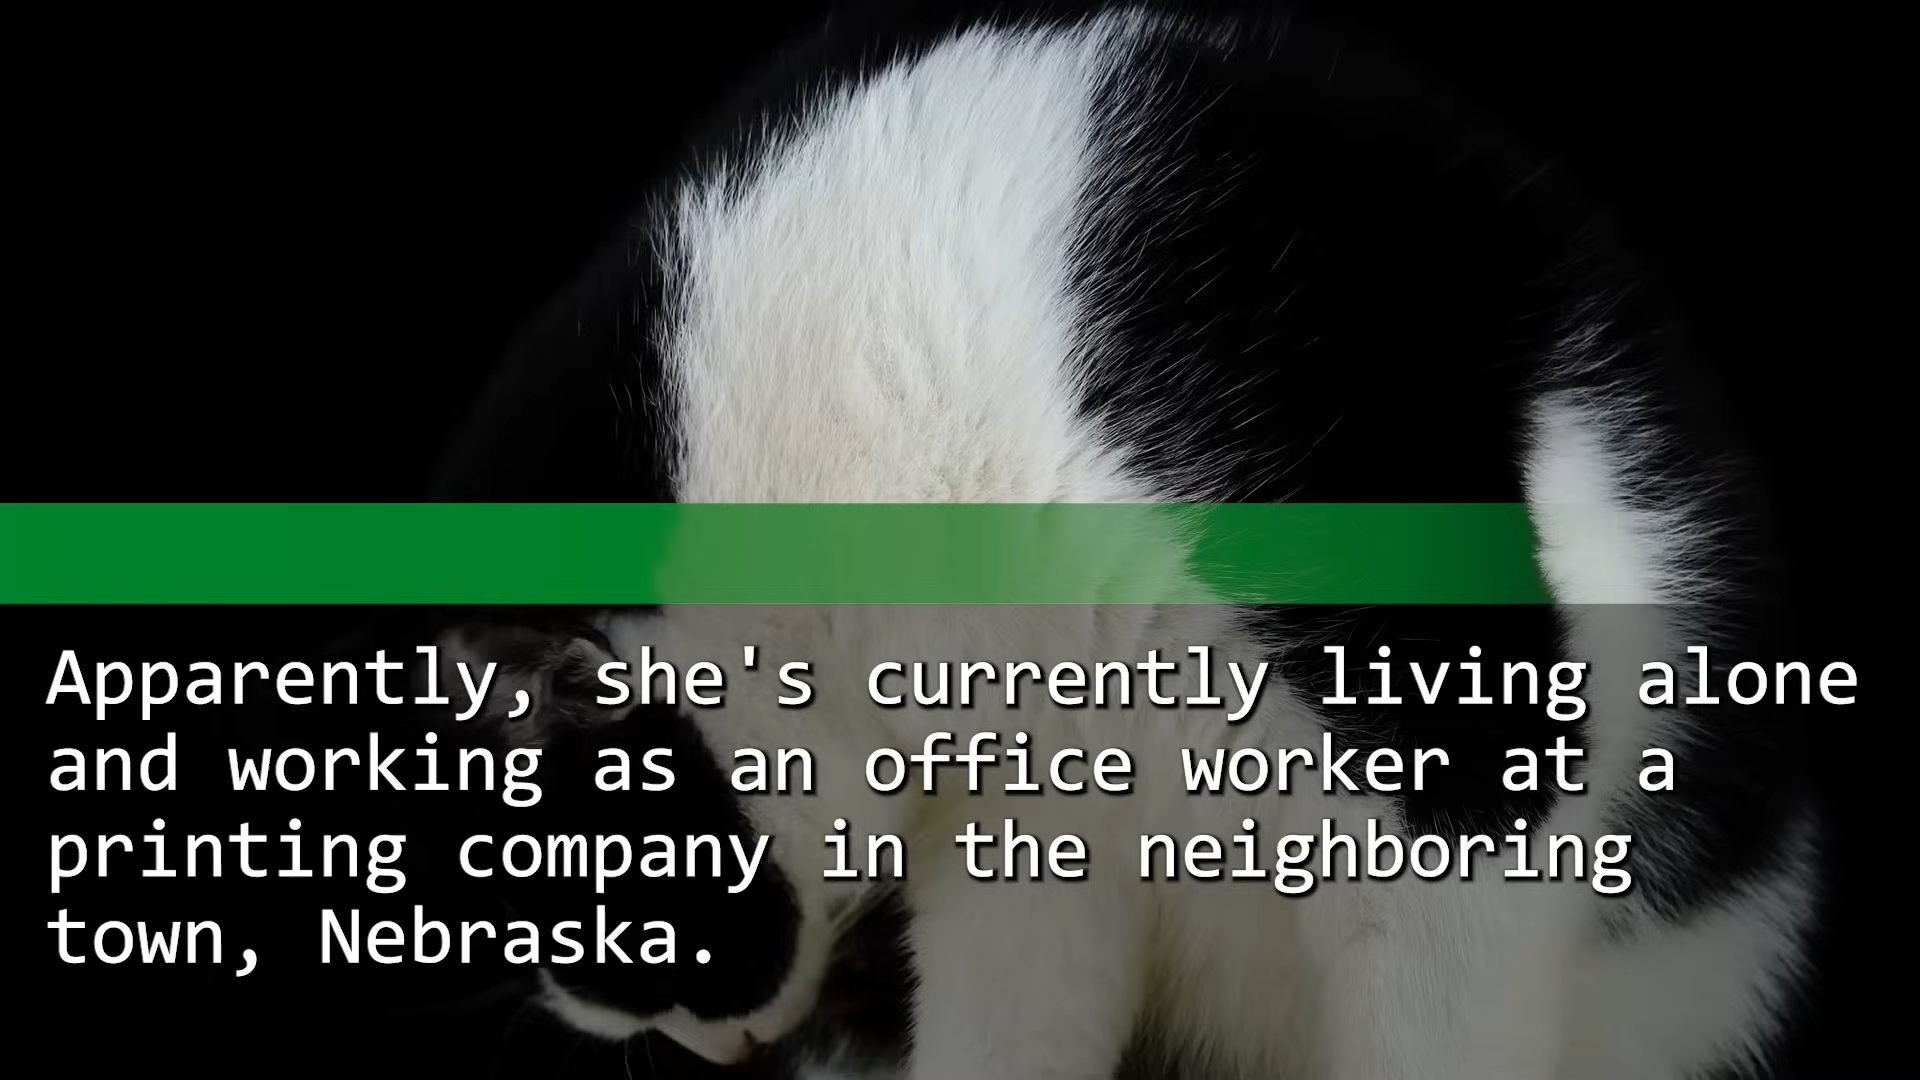 Apparently, she's currently living alone
and working as an office worker at a
printing company in the neighboring
town, Nebraska.